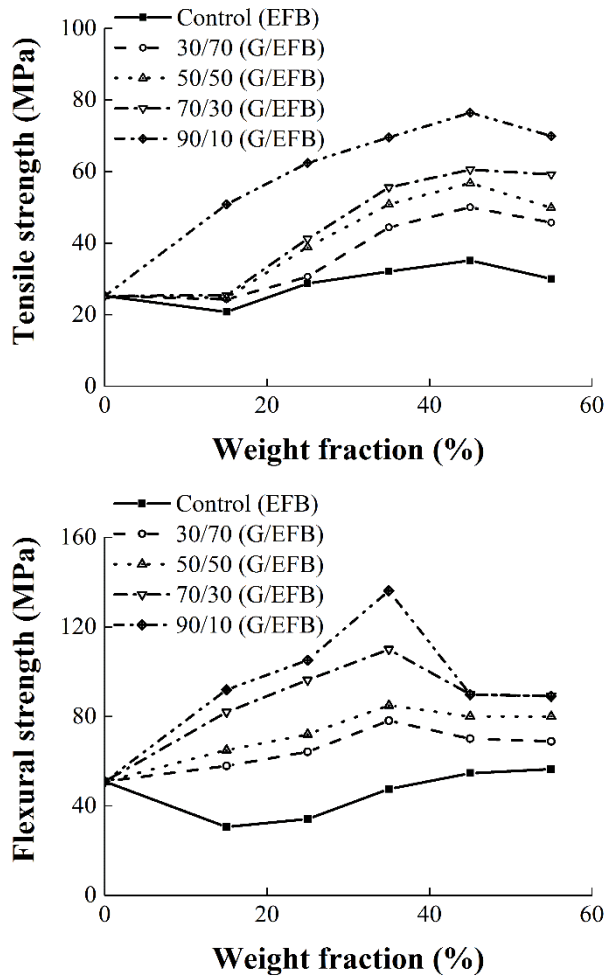 Control (EFB)
30/70 (G/EFB)
50/50 (G/EFB)
70/30 (G/EFB)
90/10 (G/EFB)
Tensile strength (MPa)
100
80
60
40
20
0
0 20 40 60
Weight fraction (%)
Control (EFB)
30/70 (G/EFB)
50/50 (G/EFB)
70/30 (G/EFB)
90/10 (G/EFB)
Flexural strength (MPa)
160
120
80
40
0
0 20 40 60
Weight fraction (%)